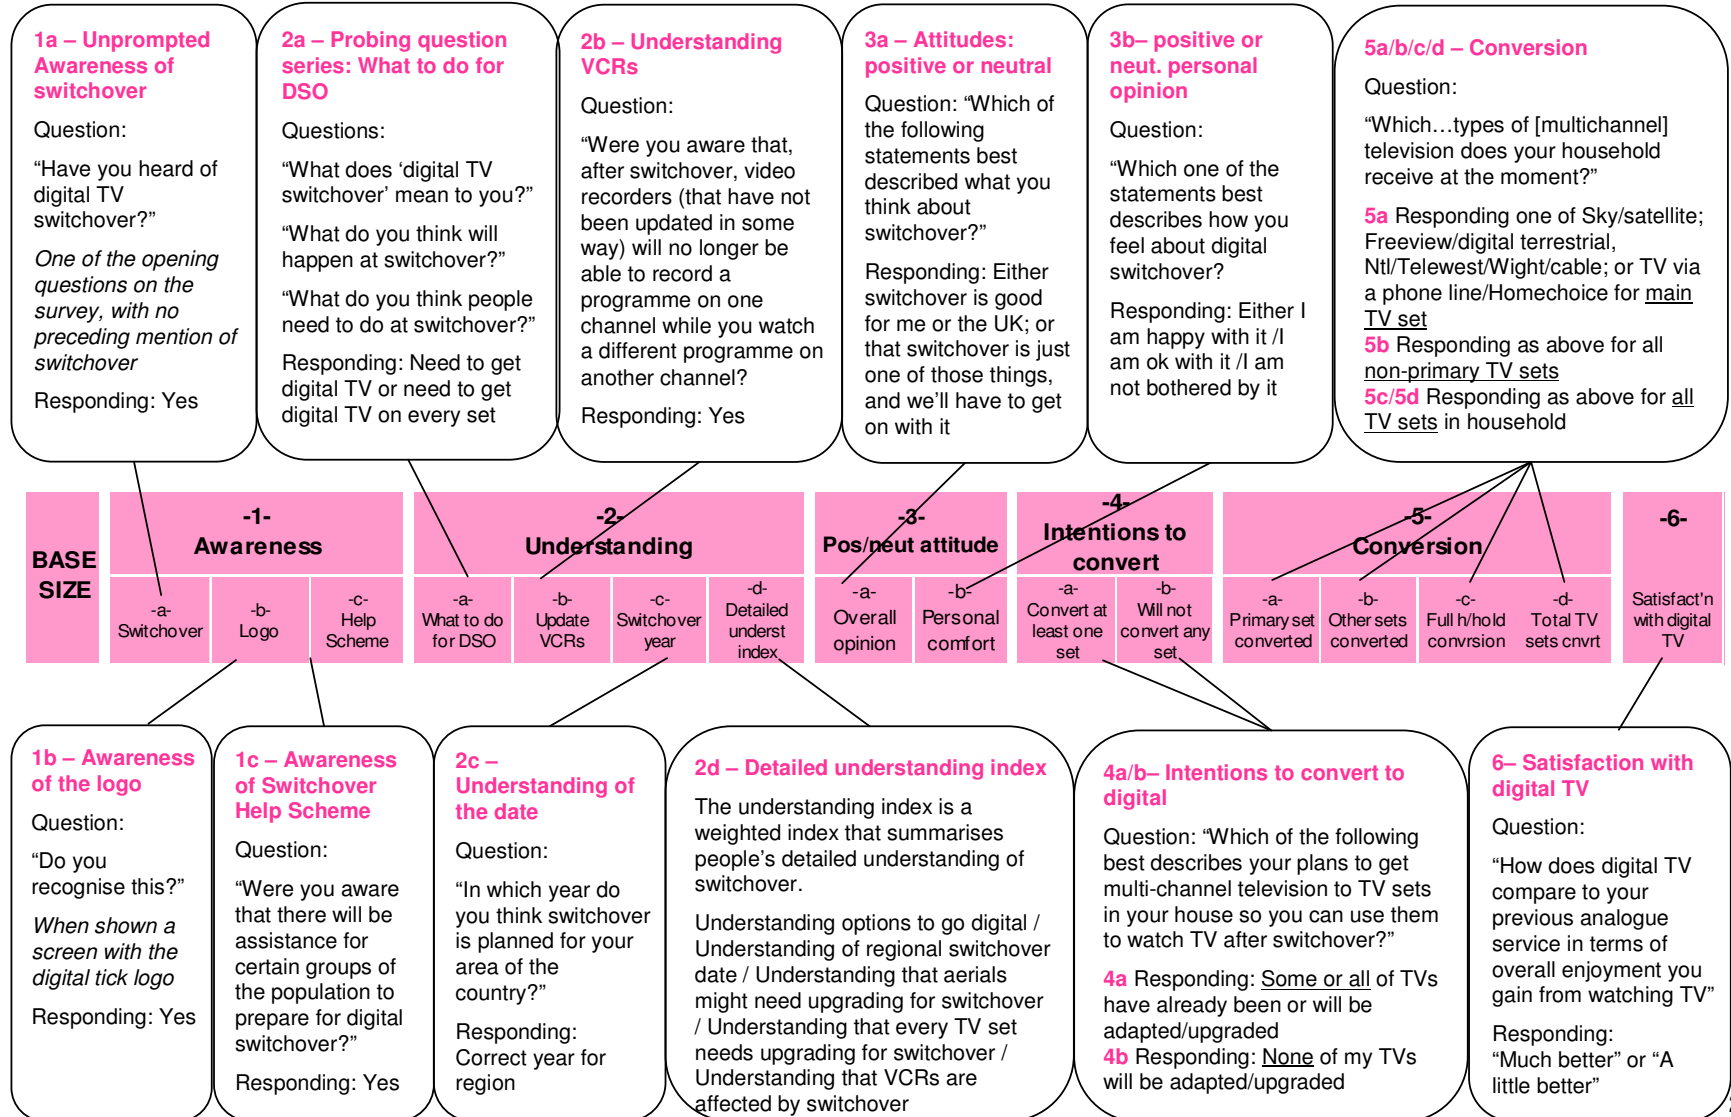 1a – Unprompted
Awareness of
switchover
Question:
“Have you heard of
digital TV
switchover?”
One of the opening
questions on the
survey, with no
preceding mention of
switchover
Responding: Yes
2a – Probing question
series: What to do for
DSO
Questions:
“What does ‘digital TV
switchover’ mean to you?”
“What do you think will
happen at switchover?”
“What do you think people
need to do at switchover?”
Responding: Need to get
digital TV or need to get
digital TV on every set
2b – Understanding
VCRs
Question:
“Were you aware that,
after switchover, video
recorders (that have not
been updated in some
way) will no longer be
able to record a
programme on one
channel while you watch
a different programme on
another channel?
Responding: Yes
3a – Attitudes:
positive or neutral
Question: “Which of
the following
statements best
described what you
think about
switchover?”
Responding: Either
switchover is good
for me or the UK; or
that switchover is just
one of those things,
and we’ll have to get
on with it
3b– positive or
neut. personal
opinion
Question:
“Which one of the
statements best
describes how you
feel about digital
switchover?
Responding: Either I
am happy with it /I
am ok with it /I am
not bothered by it
5a/b/c/d – Conversion
Question:
“Which…types of [multichannel]
television does your household
receive at the moment?”
5a Responding one of Sky/satellite;
Freeview/digital terrestrial,
Ntl/Telewest/Wight/cable; or TV via
a phone line/Homechoice for main
TV set
5b Responding as above for all
non-primary TV sets
5c/5d Responding as above for all
TV sets in household
BASE
SIZE
-1-
Awareness
-a-
Switchover
-b-
Logo
-c-
Help
Scheme
-2-
Understanding
-a-
What to do
for DSO
-b-
Update
VCRs
-c-
Switchover
year
-d-
Detailed
underst
index
-3-
Pos/neut attitude
-a-
Overall
opinion
-b-
Personal
comfort
-4-
Intentions to
convert
-a-
Convert at
least one
set
-b-
Will not
convert any
set
-5-
Conversion
-a-
Primary set
converted
-b-
Other sets
converted
-c-
Full h/hold
convrsion
-d-
Total TV
sets cnvrt
-6-
Satisfact'n
with digital
TV
1b – Awareness
of the logo
Question:
“Do you
recognise this?”
When shown a
screen with the
digital tick logo
Responding: Yes
1c – Awareness
of Switchover
Help Scheme
Question:
“Were you aware
that there will be
assistance for
certain groups of
the population to
prepare for digital
switchover?”
Responding: Yes
2c –
Understanding of
the date
Question:
“In which year do
you think switchover
is planned for your
area of the
country?”
Responding:
Correct year for
region
2d – Detailed understanding index
The understanding index is a
weighted index that summarises
people’s detailed understanding of
switchover.
Understanding options to go digital /
Understanding of regional switchover
date / Understanding that aerials
might need upgrading for switchover
/ Understanding that every TV set
needs upgrading for switchover /
Understanding that VCRs are
affected by switchover
4a/b– Intentions to convert to
digital
Question: “Which of the following
best describes your plans to get
multi-channel television to TV sets
in your house so you can use them
to watch TV after switchover?”
4a Responding: Some or all of TVs
have already been or will be
adapted/upgraded
4b Responding: None of my TVs
will be adapted/upgraded
6– Satisfaction with
digital TV
Question:
“How does digital TV
compare to your
previous analogue
service in terms of
overall enjoyment you
gain from watching TV”
Responding:
“Much better” or “A
little better”